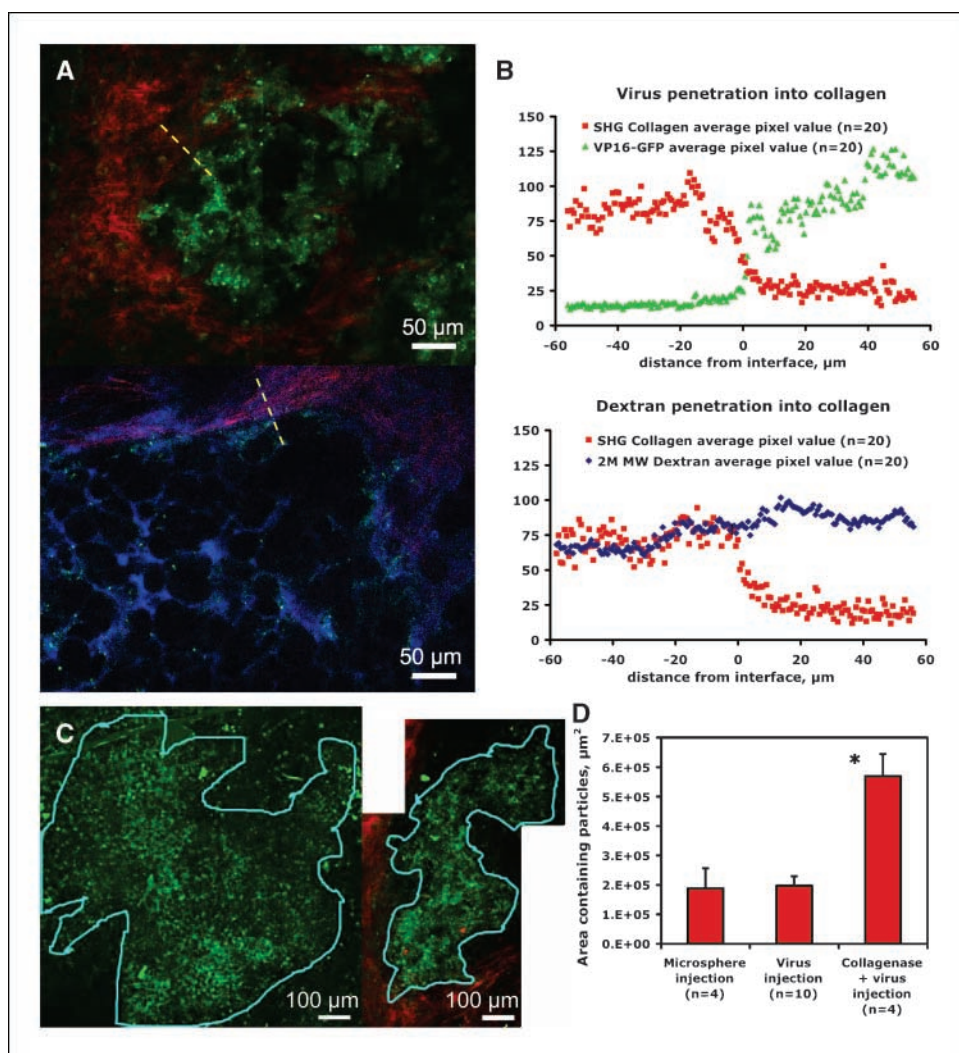 A
50 µm
50 µm
B
Virus penetration into collagen
SHG Collagen average pixel value (n=20)
VP16-GFP average pixel value (n=20)
150
125
100
75
50
25
0
-60 -40 -20 0 20 40 60
distance from interface, µm
Dextran penetration into collagen
SHG Collagen average pixel value (n=20)
2M MW Dextran average pixel value (n=20)
150
125
100
75
50
25
0
-60 -40 -20 0 20 40 60
distance from interface, µm
C
100 µm
100 µm
D
Area containing particles, µm²
7.E+05
6.E+05
5.E+05
4.E+05
3.E+05
2.E+05
1.E+05
0.E+00
*
Microsphere
injection
(n=4)
Virus
injection
(n=10)
Collagenase
+ virus
injection
(n=4)